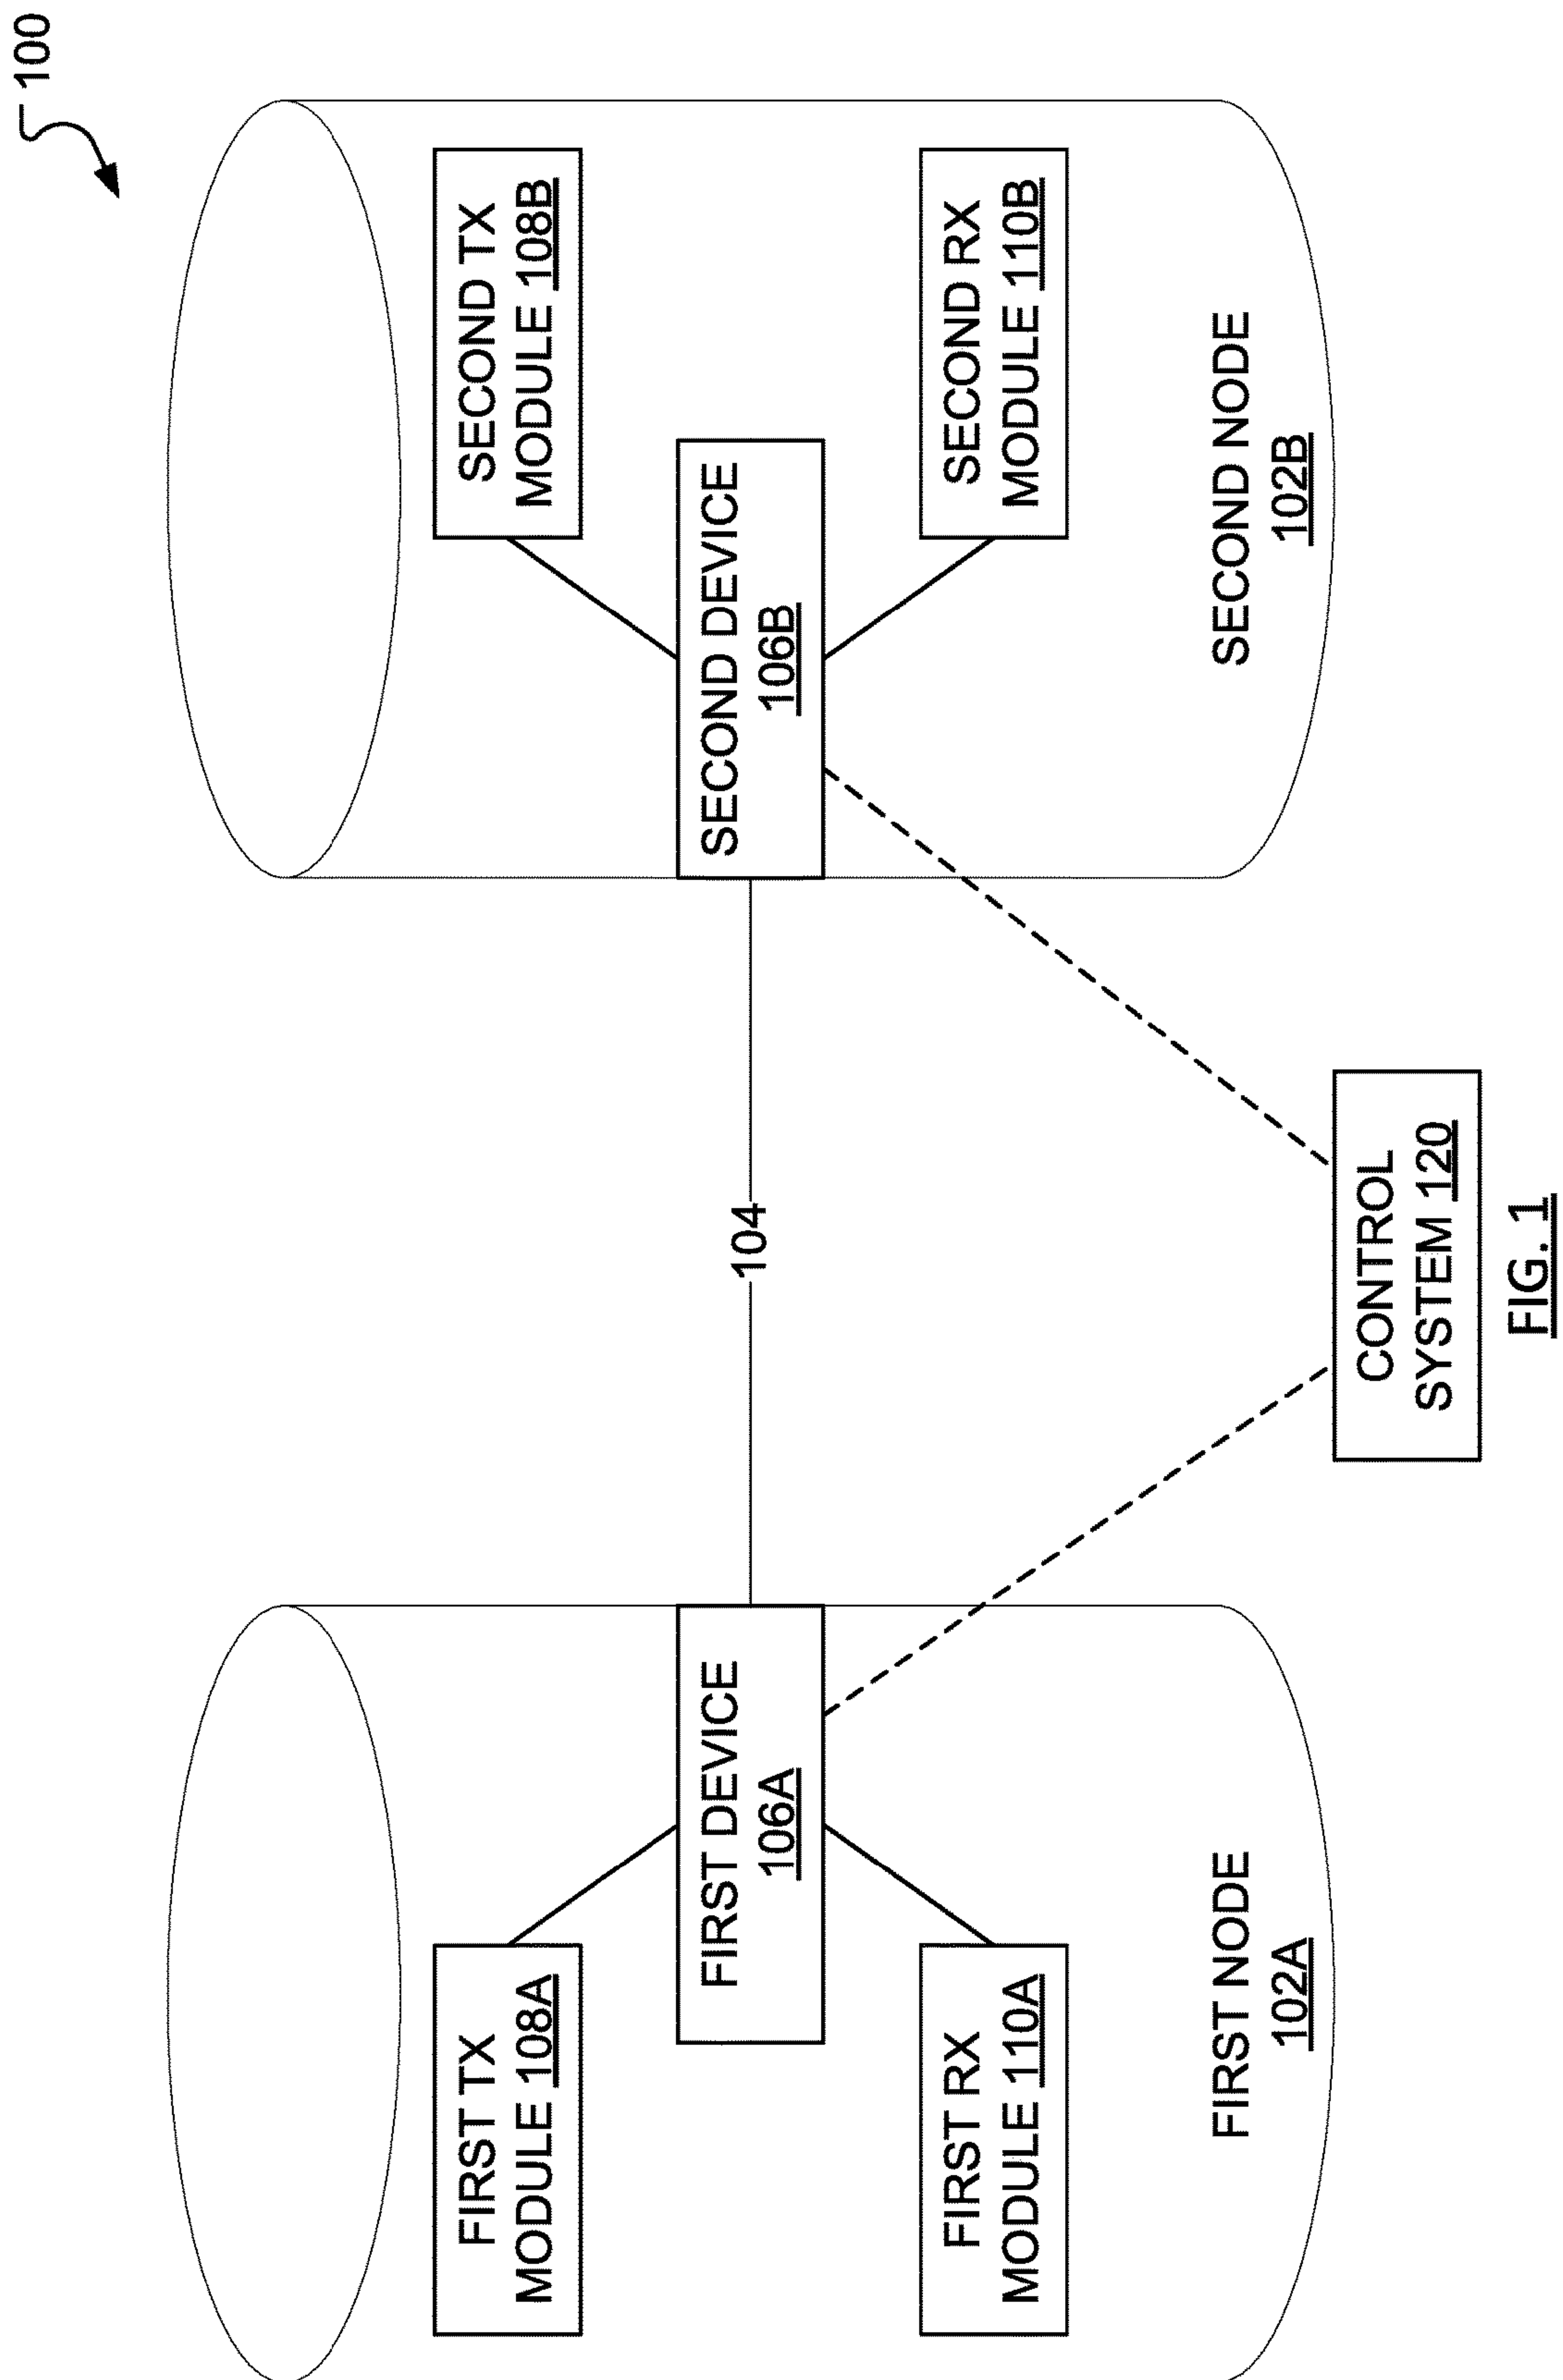 100
FIRST TX
MODULE 108A
SECOND TX
MODULE 108B
FIRST DEVICE
106A
104
SECOND DEVICE
106B
FIRST RX
MODULE 110A
SECOND RX
MODULE 110B
FIRST NODE
102A
SECOND NODE
102B
CONTROL
SYSTEM 120
FIG. 1